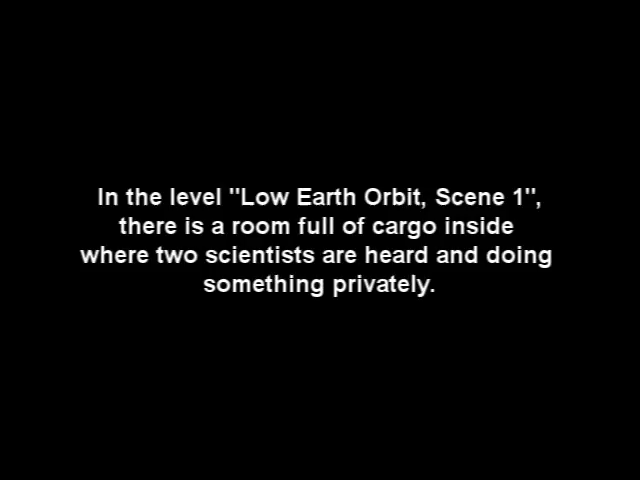 In the level "Low Earth Orbit, Scene 1",
there is a room full of cargo inside
where two scientists are heard and doing
something privately.